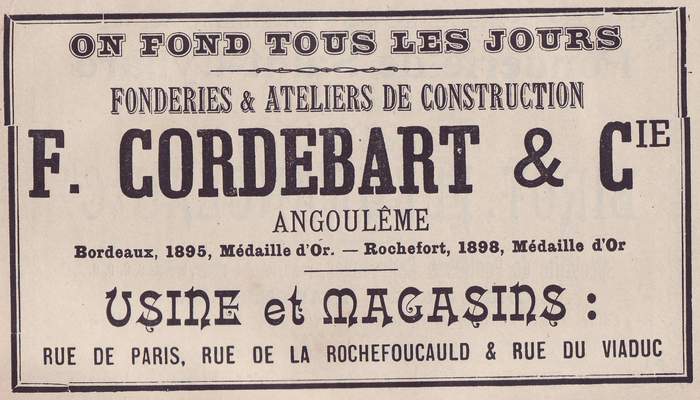 ON FOND TOUS LES JOURS
FONDERIES & ATELIERS DE CONSTRUCTION
F. CORDEBART & CIE
ANGOULÊME
Bordeaux, 1895, Médaille d'Or. — Rochefort, 1898, Médaille d'Or
USINE et MAGASINS :
RUE DE PARIS, RUE DE LA ROCHEFOUCAULD & RUE DU VIADUC